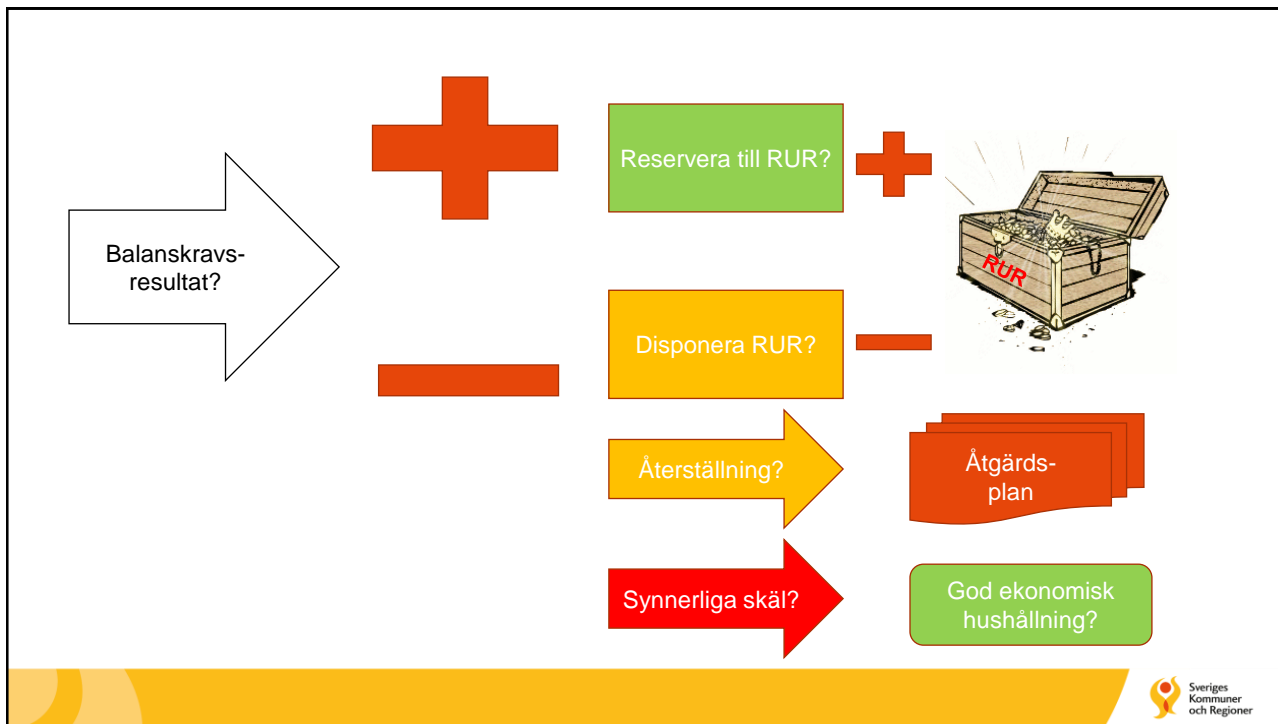 Balanskravs-
resultat?
Reservera till RUR?
RUR
Disponera RUR?
Återställning?
Åtgärds-
plan
Synnerliga skäl?
God ekonomisk
hushållning?
Sveriges
Kommuner
och Regioner